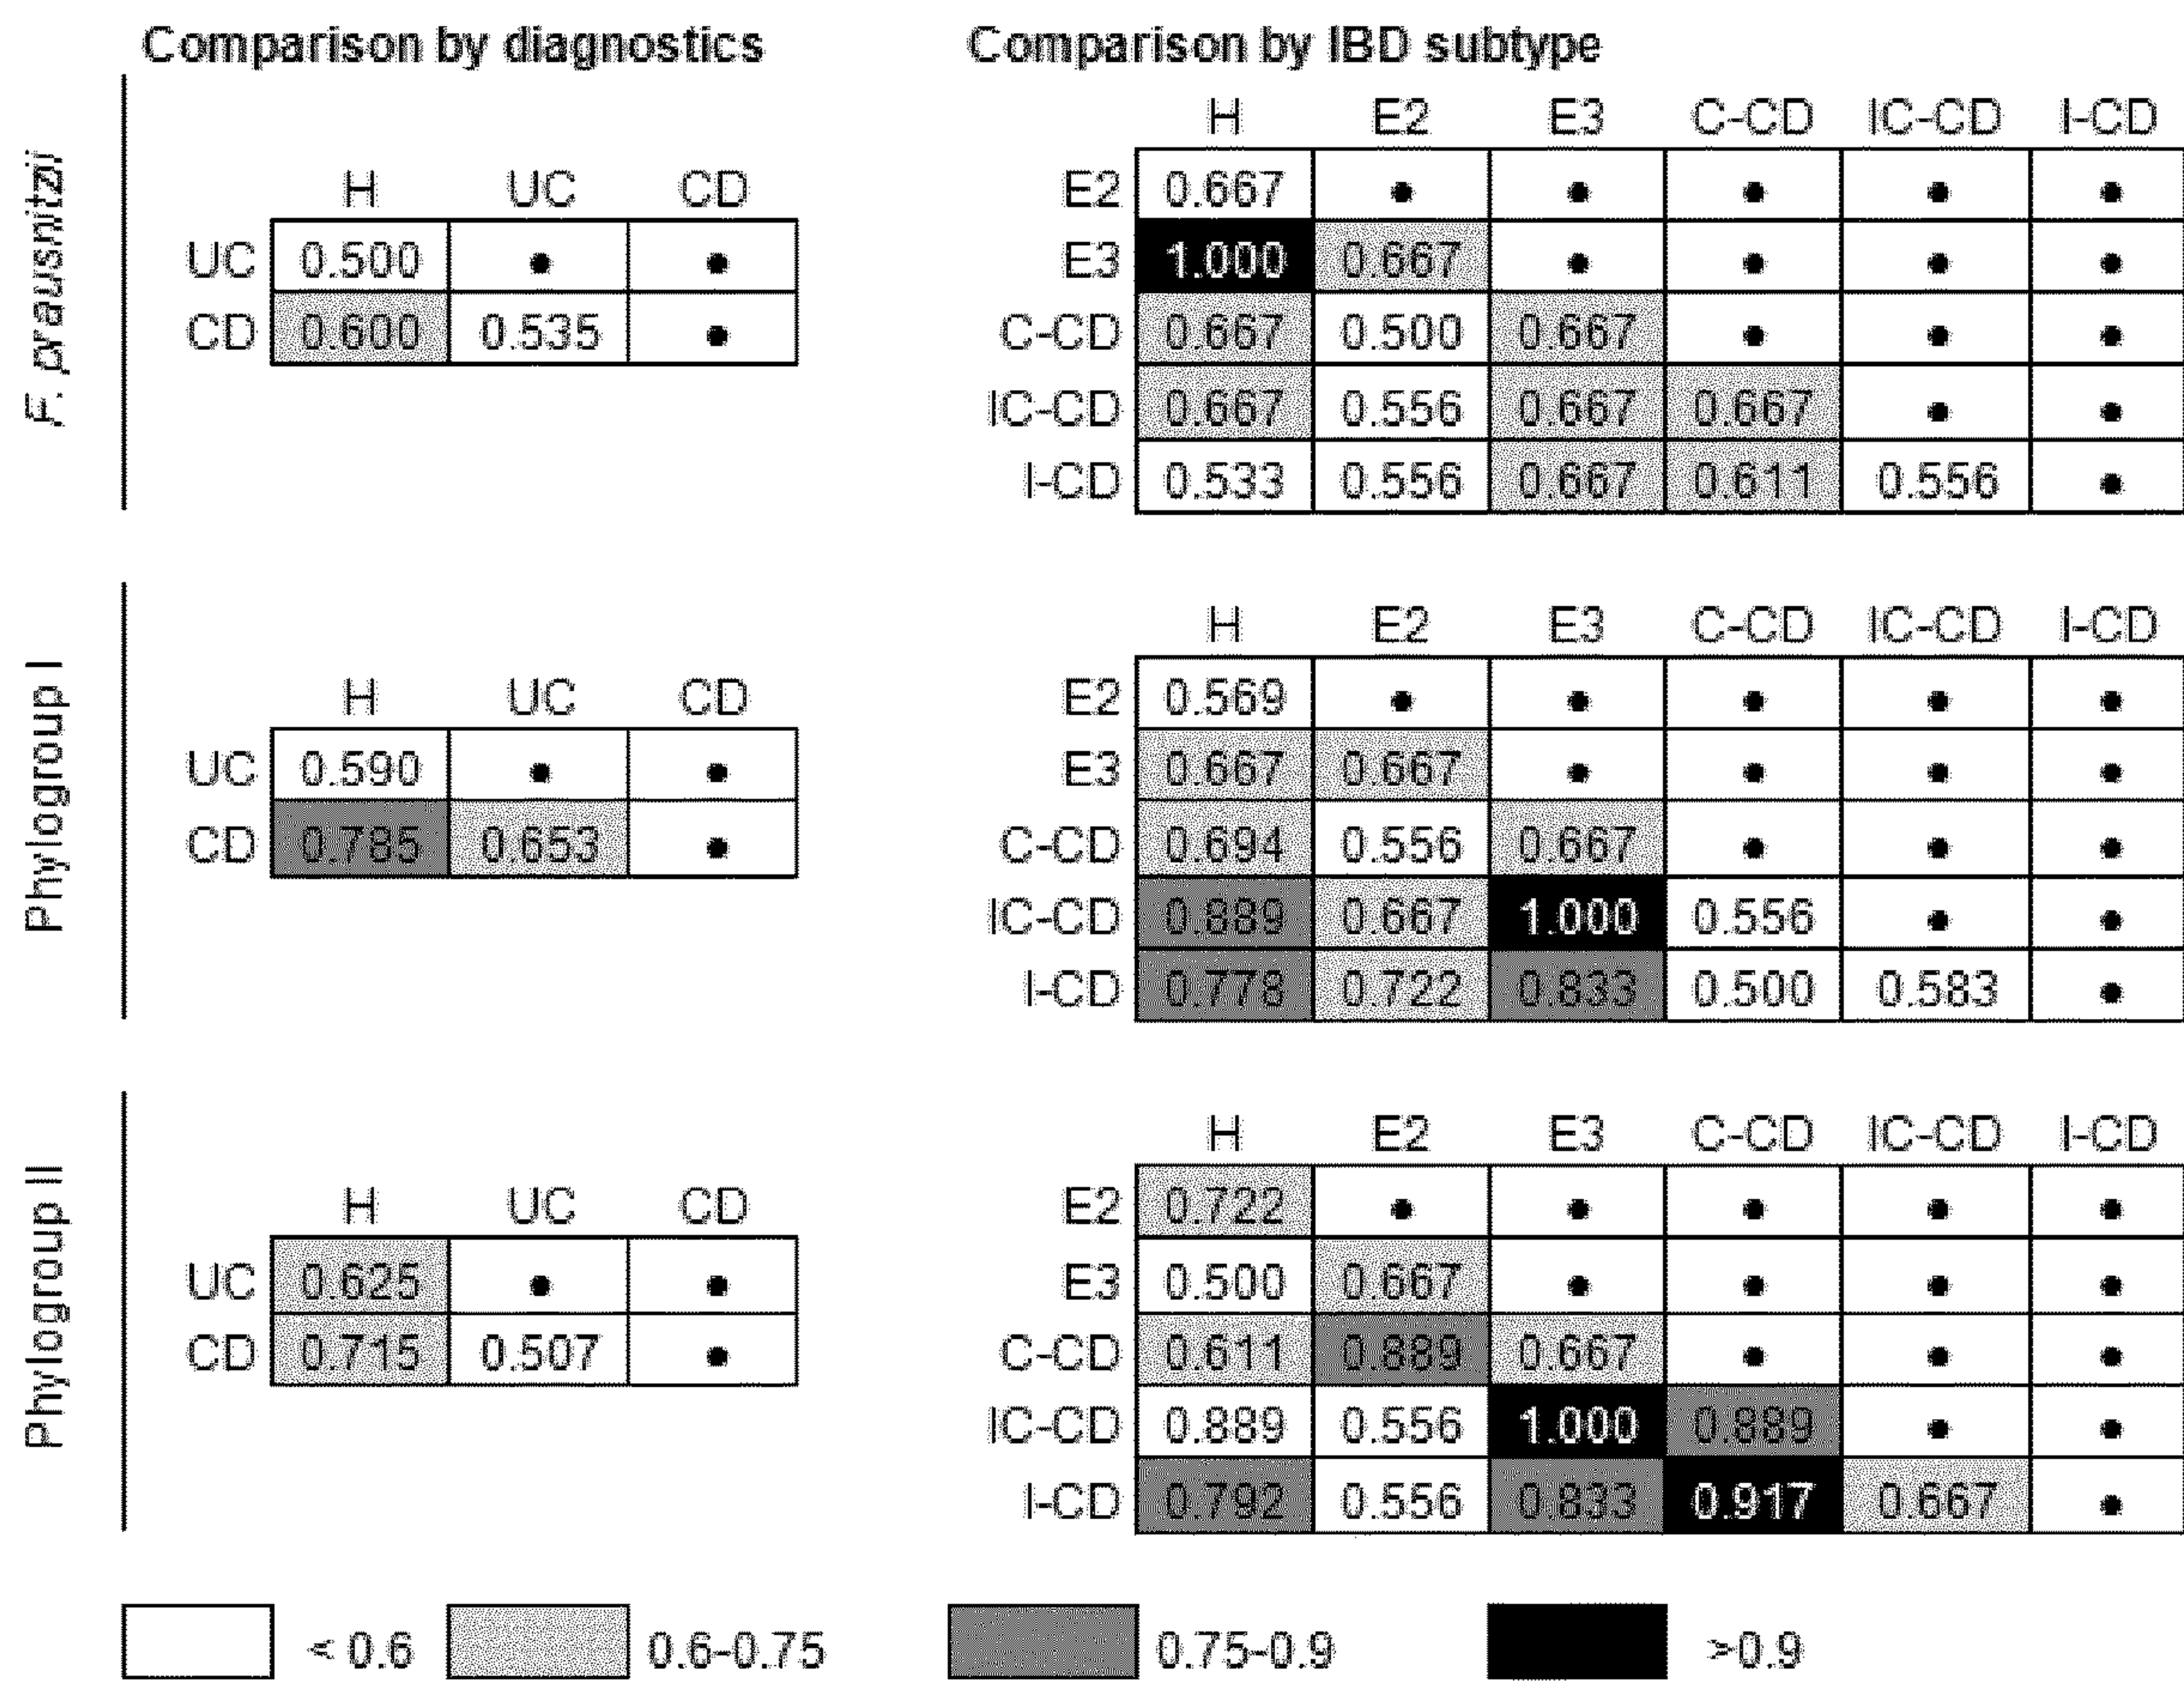 Comparison by diagnostics
Comparison by IBD subtype
F. prausnitzii
H UC CD
UC 0.500 • •
CD 0.600 0.535 •
H E2 E3 C-CD IC-CD I-CD
E2 0.667 • • • • •
E3 1.000 0.667 • • • •
C-CD 0.667 0.500 0.667 • • •
IC-CD 0.667 0.556 0.667 0.667 • •
I-CD 0.533 0.556 0.667 0.611 0.556 •
Phylogroup I
H UC CD
UC 0.590 • •
CD 0.785 0.653 •
H E2 E3 C-CD IC-CD I-CD
E2 0.569 • • • • •
E3 0.667 0.667 • • • •
C-CD 0.694 0.556 0.667 • • •
IC-CD 0.889 0.667 1.000 0.556 • •
I-CD 0.778 0.722 0.833 0.500 0.583 •
Phylogroup II
H UC CD
UC 0.625 • •
CD 0.715 0.507 •
H E2 E3 C-CD IC-CD I-CD
E2 0.722 • • • • •
E3 0.500 0.667 • • • •
C-CD 0.611 0.889 0.667 • • •
IC-CD 0.889 0.556 1.000 0.889 • •
I-CD 0.792 0.556 0.833 0.917 0.667 •
< 0.6 0.6-0.75 0.75-0.9 >0.9